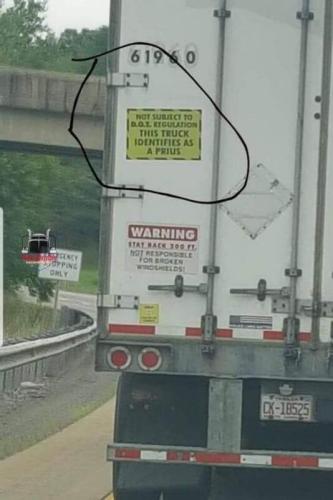 61960
NOT SUBJECT TO
D.O.T. REGULATION
THIS TRUCK
IDENTIFIES AS
A PRIUS
WARNING
STAY BACK 300 FT.
NOT RESPONSIBLE
FOR BROKEN
WINDSHIELDS!
STOPPING
ONLY
TRAILER
CK-18525